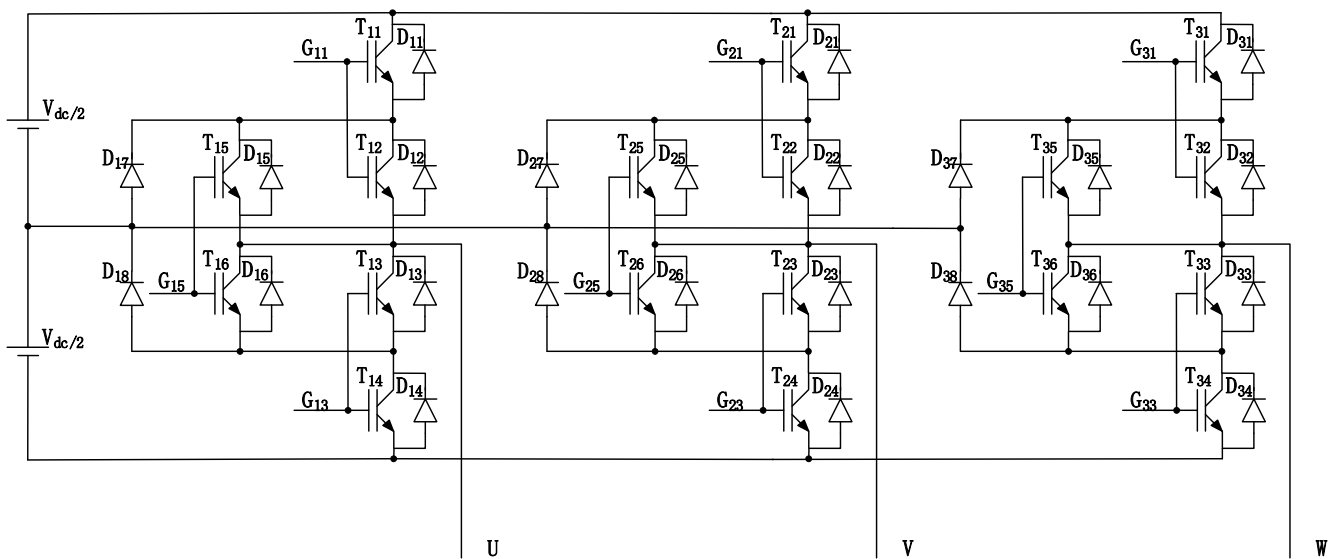 T11 D11 T21 D21 T31 D31
G11 G21 G31
Vdc/2
T15 D15 T12 D12 T25 D25 T22 D22 T35 D35 T32 D32
D17 D27 D37
T16 D16 T13 D13 T26 D26 T23 D23 T36 D36 T33 D33
D18 G15 D28 G25 D38 G35
Vdc/2
T14 D14 T24 D24 T34 D34
G13 G23 G33
U V W